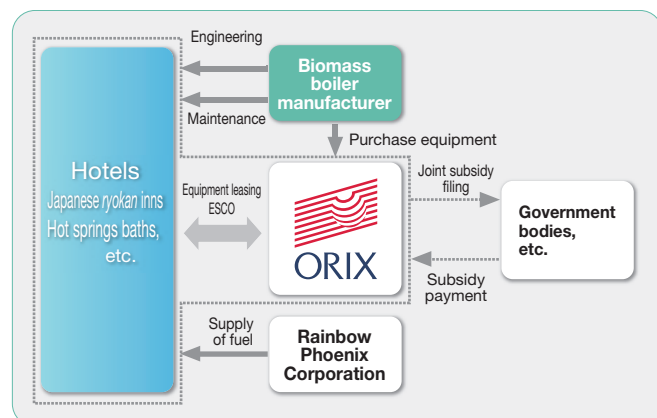 Engineering
Biomass
boiler
manufacturer
Maintenance
Purchase equipment
Hotels
Japanese ryokan inns
Hot springs baths,
etc.
Equipment leasing
ESCO
ORIX
Joint subsidy
filing
Government
bodies,
etc.
Subsidy
payment
Supply
of fuel
Rainbow
Phoenix
Corporation